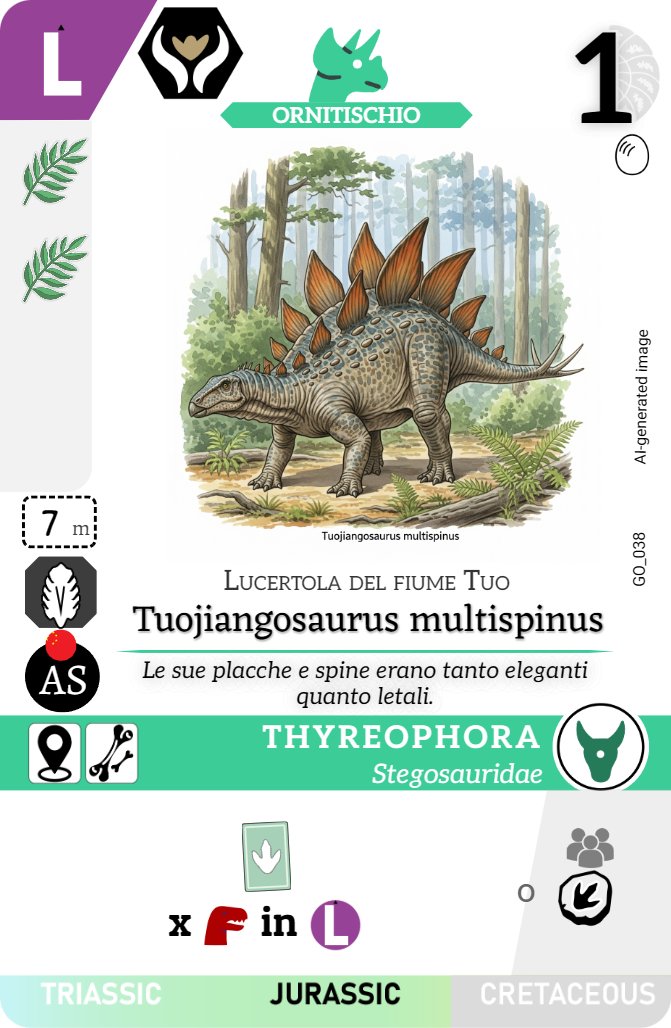 L
ORNITISCHIO
1
AI-generated image
Tuojiangosaurus multispinus
7 m
GO_038
Lucertola del fiume Tuo
Tuojiangosaurus multispinus
AS
Le sue placche e spine erano tanto eleganti
quanto letali.
THYREOPHORA
Stegosauridae
O
x in L
TRIASSIC JURASSIC CRETACEOUS